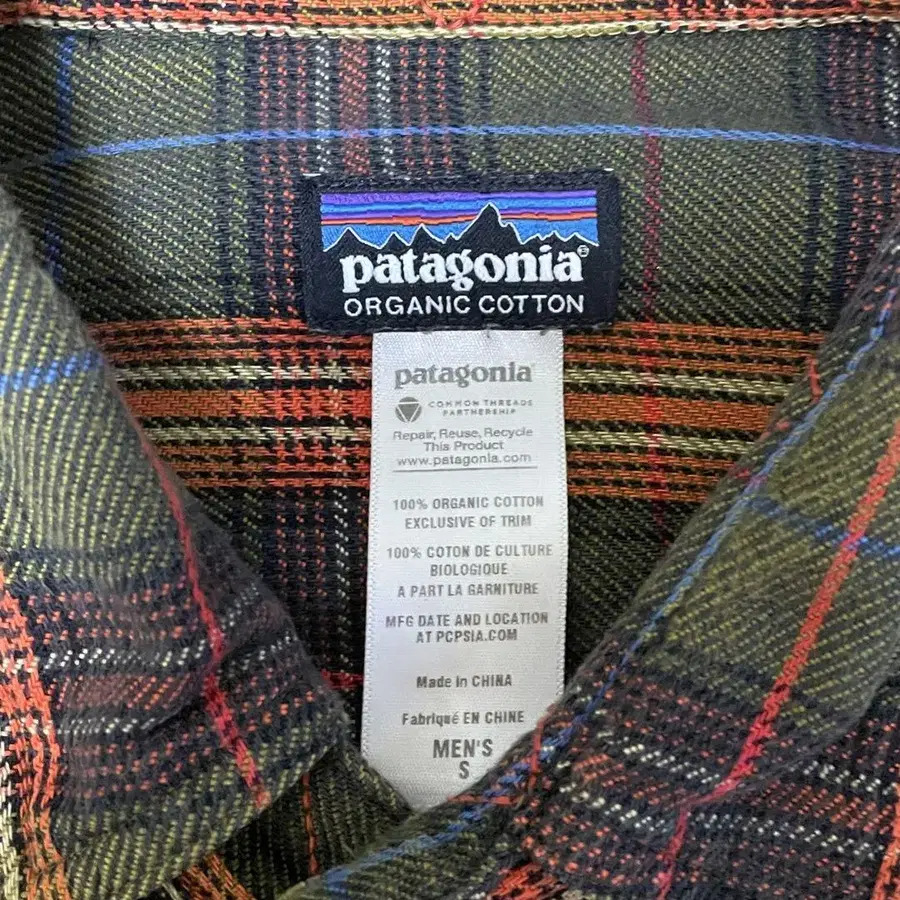 patagonia®
ORGANIC COTTON
patagonia®
COMMON THREADS
PARTNERSHIP
Repair, Reuse, Recycle
This Product
www.patagonia.com
100% ORGANIC COTTON
EXCLUSIVE OF TRIM
100% COTON DE CULTURE
BIOLOGIQUE
A PART LA GARNITURE
MFG DATE AND LOCATION
AT PCPSIA.COM
Made in CHINA
Fabriqué EN CHINE
MEN'S
S